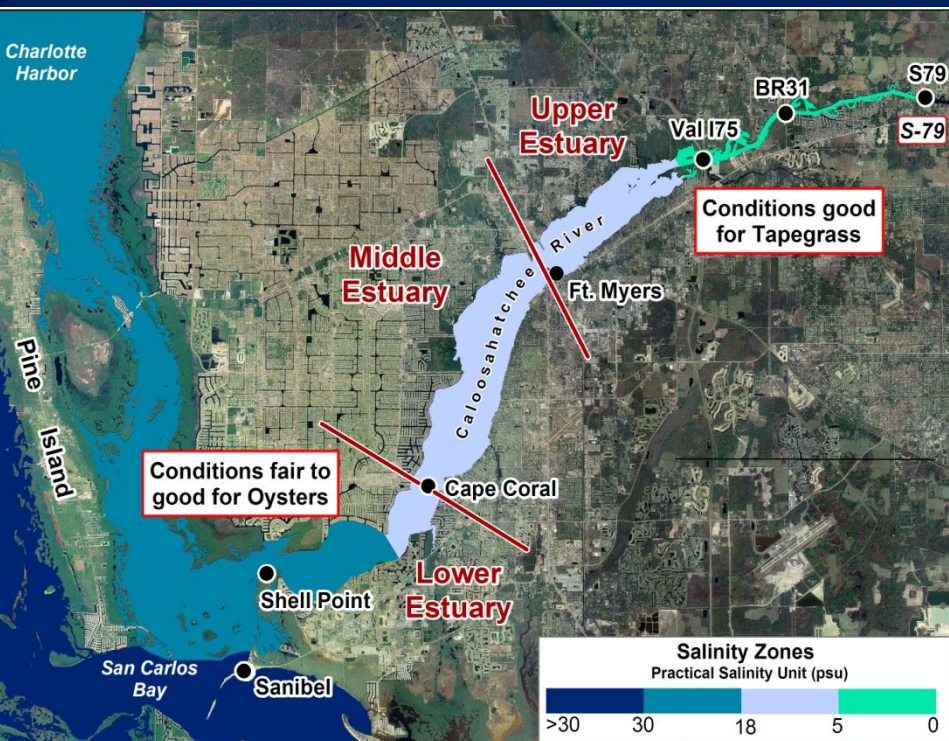 Charlotte
Harbor
S79
BR31
S-79
Upper
Estuary
Val I75
Conditions good
for Tapegrass
Middle
Estuary
Caloosahatchee River
Ft. Myers
Pine
Island
Conditions fair to
good for Oysters
Cape Coral
Lower
Estuary
Shell Point
San Carlos
Bay
Sanibel
Salinity Zones
Practical Salinity Unit (psu)
>30 30 18 5 0